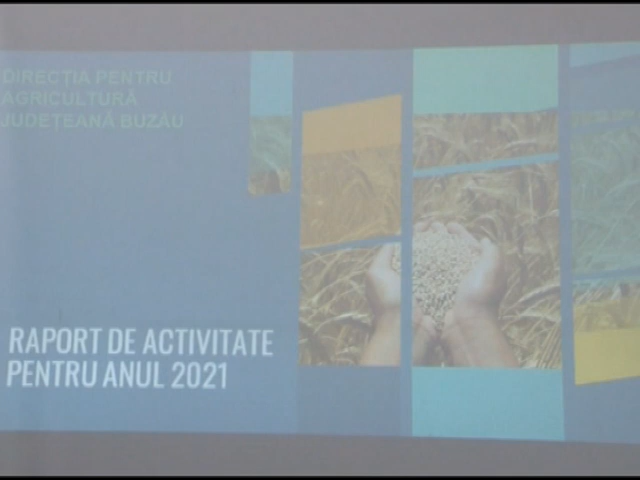 DIRECȚIA PENTRU
AGRICULTURĂ
JUDEȚEANĂ BUZĂU
RAPORT DE ACTIVITATE
PENTRU ANUL 2021